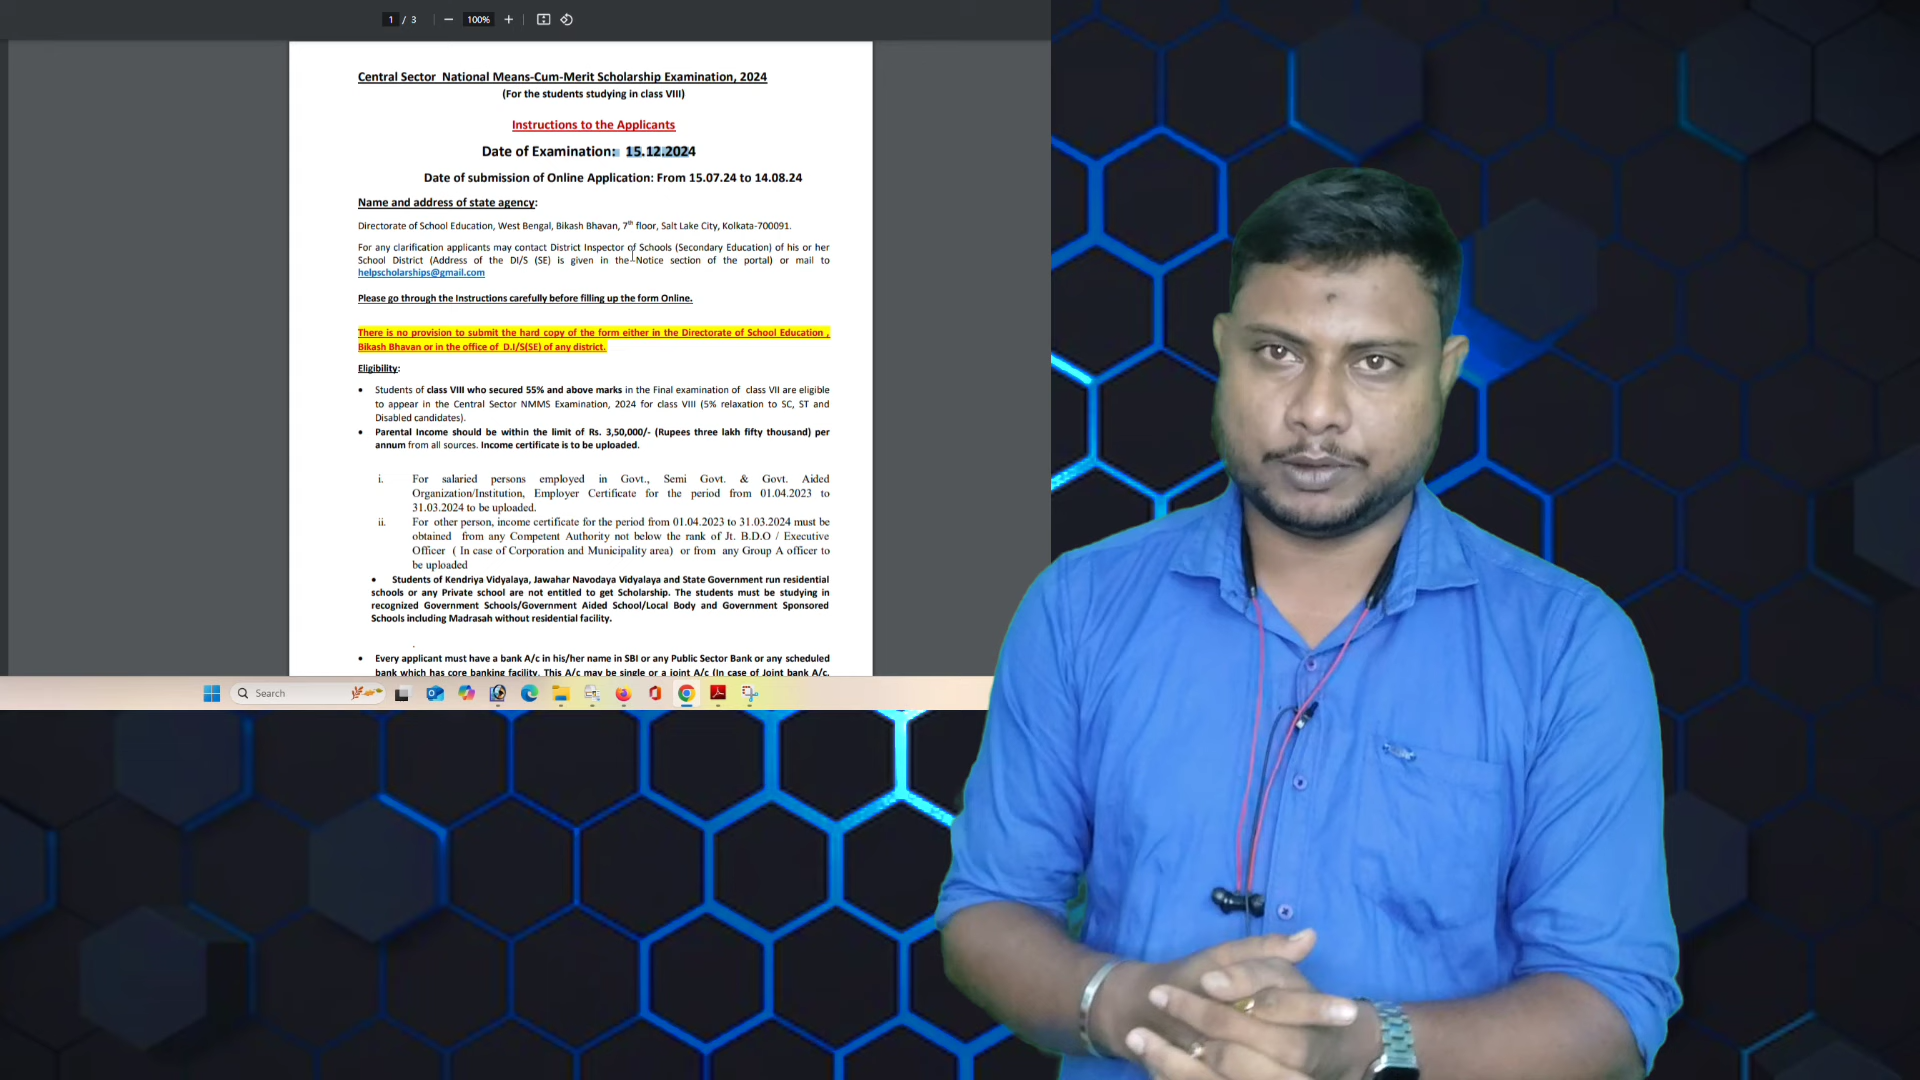 1 / 3
100%
Central Sector National Means-Cum-Merit Scholarship Examination, 2024
(For the students studying in class VIII)
Instructions to the Applicants
Date of Examination: 15.12.2024
Date of submission of Online Application: From 15.07.24 to 14.08.24
Name and address of state agency:
Directorate of School Education, West Bengal, Bikash Bhavan, 7th floor, Salt Lake City, Kolkata-700091.
For any clarification applicants may contact District Inspector of Schools (Secondary Education) of his or her
School District (Address of the DI/S (SE) is given in the Notice section of the portal) or mail to
helpscholarships@gmail.com
Please go through the Instructions carefully before filling up the form Online.
There is no provision to submit the hard copy of the form either in the Directorate of School Education ,
Bikash Bhavan or in the office of D.I/S(SE) of any district.
Eligibility:
• Students of class VIII who secured 55% and above marks in the Final examination of class VII are eligible
to appear in the Central Sector NMMS Examination, 2024 for class VIII (5% relaxation to SC, ST and
Disabled candidates).
• Parental Income should be within the limit of Rs. 3,50,000/- (Rupees three lakh fifty thousand) per
annum from all sources. Income certificate is to be uploaded.
i. For salaried persons employed in Govt., Semi Govt. & Govt. Aided
Organization/Institution, Employer Certificate for the period from 01.04.2023 to
31.03.2024 to be uploaded.
ii. For other person, income certificate for the period from 01.04.2023 to 31.03.2024 must be
obtained from any Competent Authority not below the rank of Jt. B.D.O / Executive
Officer ( In case of Corporation and Municipality area) or from any Group A officer to
be uploaded
• Students of Kendriya Vidyalaya, Jawahar Navodaya Vidyalaya and State Government run residential
schools or any Private school are not entitled to get Scholarship. The students must be studying in
recognized Government Schools/Government Aided School/Local Body and Government Sponsored
Schools including Madrasah without residential facility.
.
• Every applicant must have a bank A/c in his/her name in SBI or any Public Sector Bank or any scheduled
bank which has core banking facility. This A/c may be single or a joint A/c (In case of Joint bank A/c.
Search